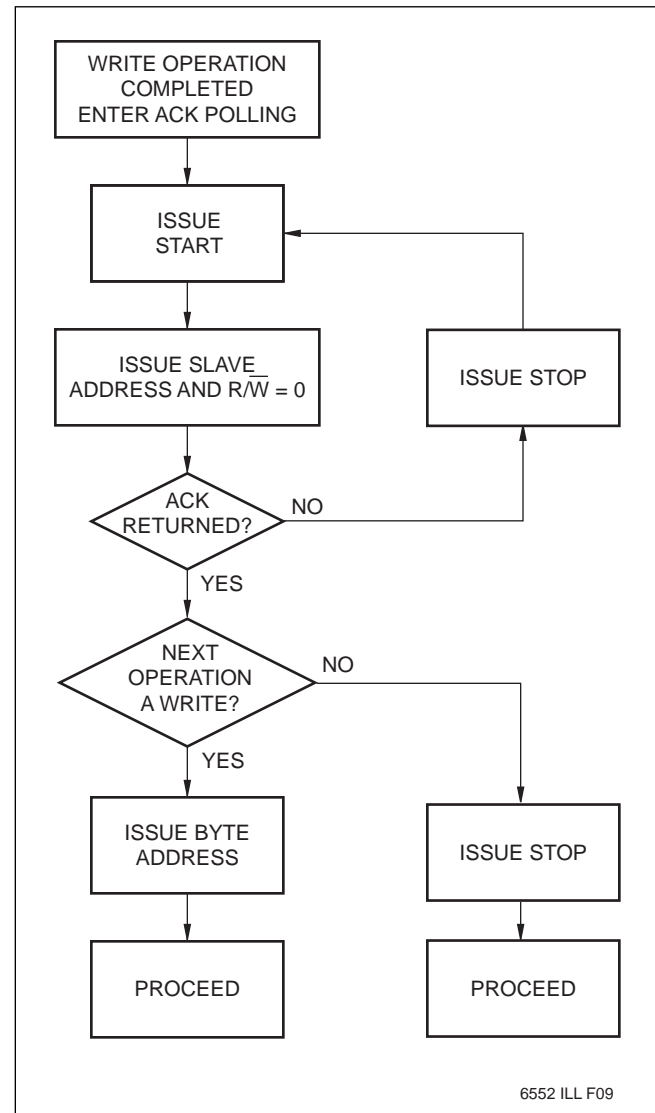 WRITE OPERATION
COMPLETED
ENTER ACK POLLING
ISSUE
START
ISSUE SLAVE
ADDRESS AND R/W̅ = 0
ISSUE STOP
ACK
RETURNED?
NO
YES
NEXT
OPERATION
A WRITE?
NO
YES
ISSUE BYTE
ADDRESS
ISSUE STOP
PROCEED
PROCEED
6552 ILL F09